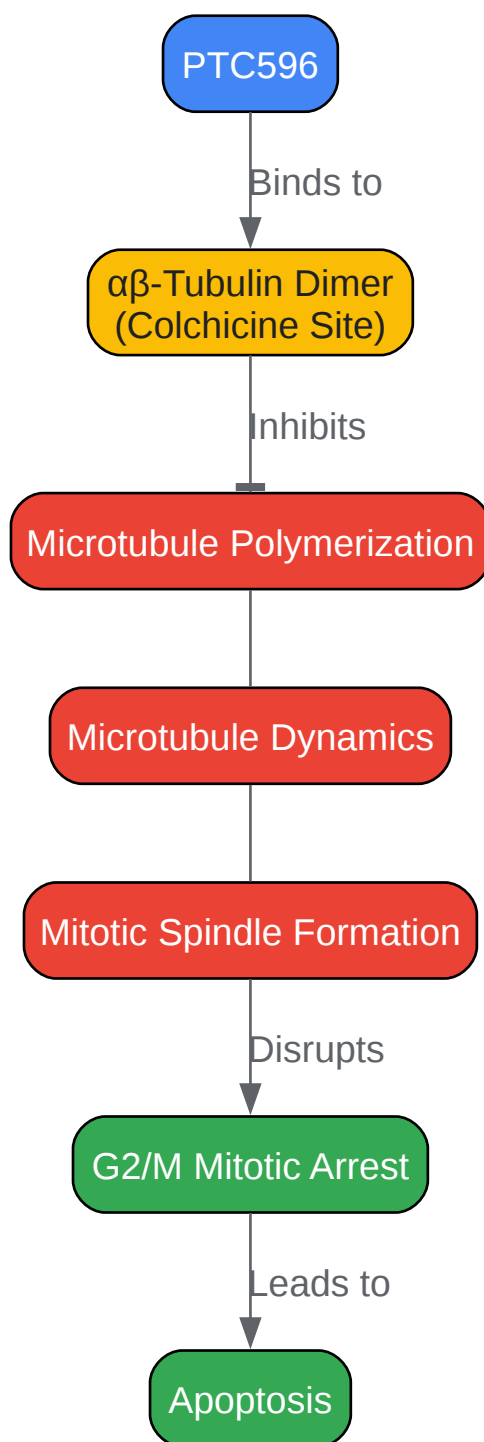 PTC596
Binds to
αβ-Tubulin Dimer
(Colchicine Site)
Inhibits
Microtubule Polymerization
Microtubule Dynamics
Mitotic Spindle Formation
Disrupts
G2/M Mitotic Arrest
Leads to
Apoptosis